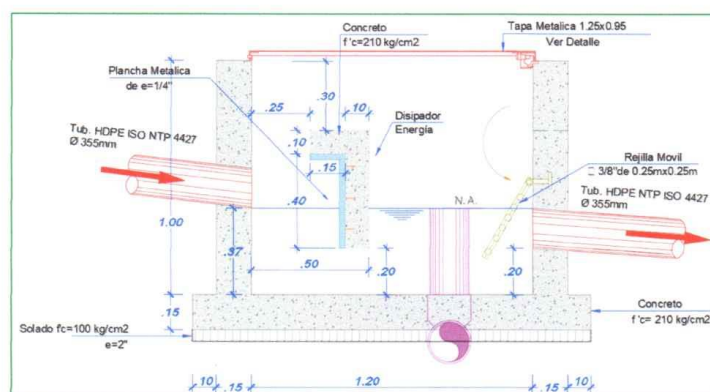 Concreto
f'c=210 kg/cm2
Tapa Metalica 1.25x0.95
Ver Detalle
Plancha Metalica
de e=1/4"
.25
.30
.10
Disipador
Energía
Tub. HDPE ISO NTP 4427
Ø 355mm
.10
.15
Rejilla Movil
□ 3/8"de 0.25mx0.25m
Tub. HDPE NTP ISO 4427
Ø 355mm
.40
N.A.
1.00
.37
.50
.20
.20
.15
Concreto
f'c= 210 kg/cm2
Solado f'c=100 kg/cm2
e=2"
.10
.15
1.20
.15
.10